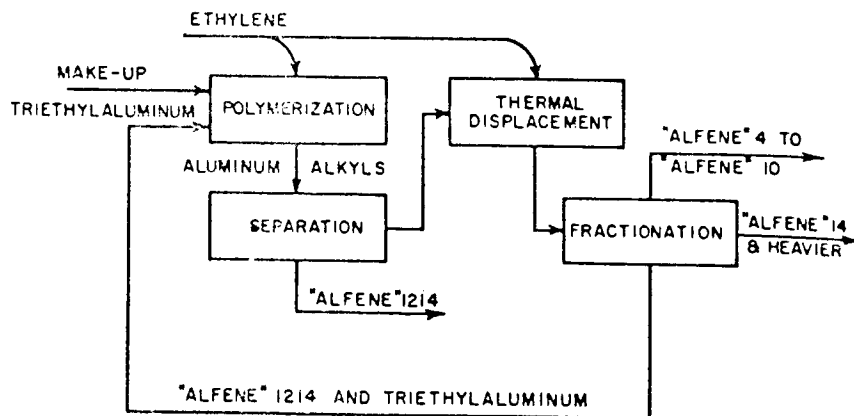 ETHYLENE
MAKE-UP
TRIETHYLALUMINUM
POLYMERIZATION
THERMAL
DISPLACEMENT
ALUMINUM ALKYLS
"ALFENE" 4 TO
"ALFENE" 10
SEPARATION
FRACTIONATION
"ALFENE" 14
& HEAVIER
"ALFENE" 1214
"ALFENE" 1214 AND TRIETHYLALUMINUM